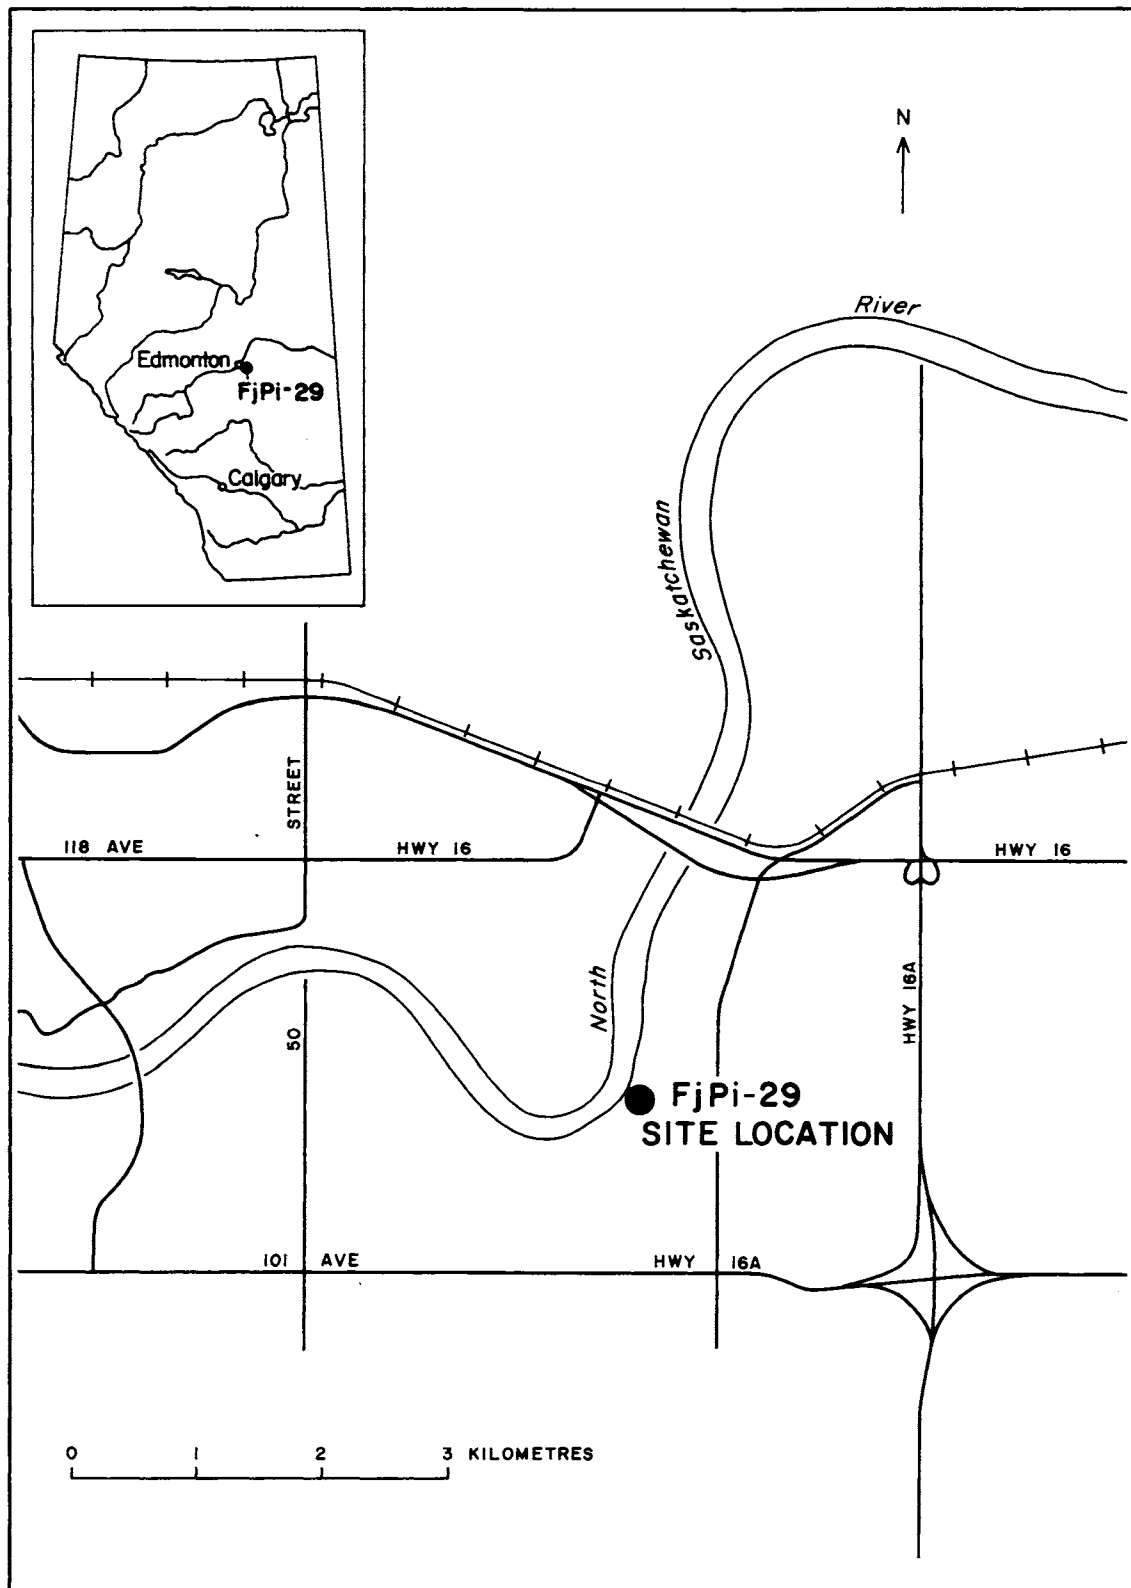 N
River
Edmonton
FjPi-29
Calgary
Saskatchewan
STREET
118 AVE
HWY 16
HWY 16
North
HWY 16A
50
FjPi-29
SITE LOCATION
101 AVE
HWY 16A
0 1 2 3 KILOMETRES